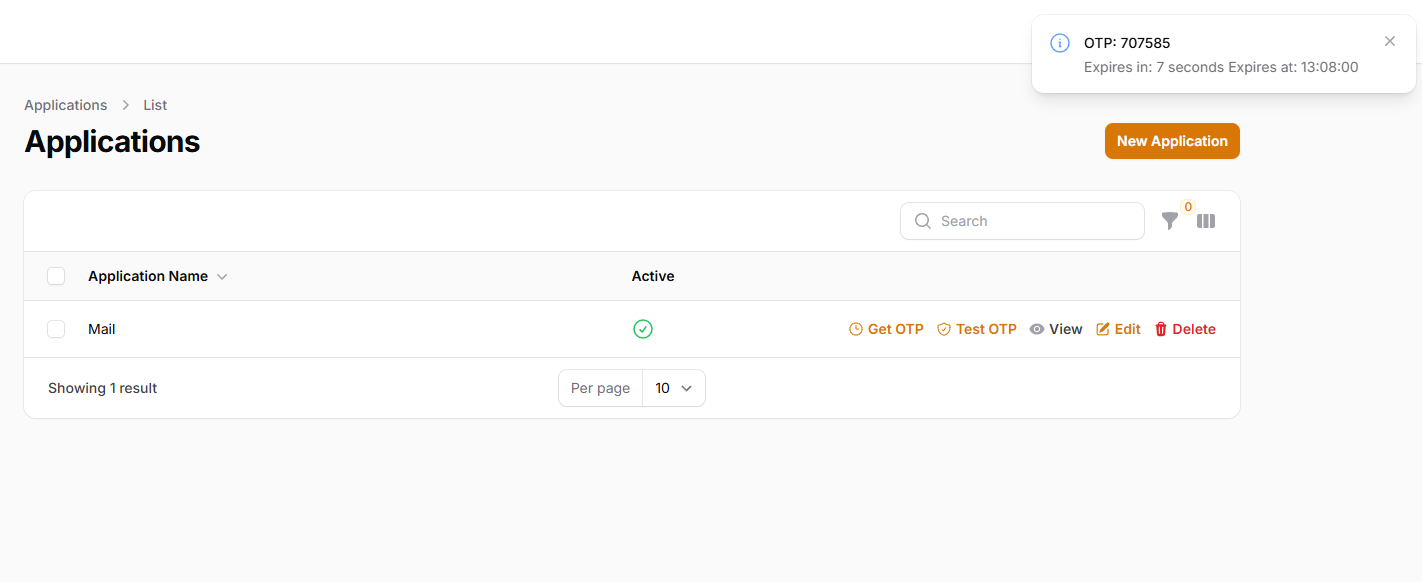 OTP: 707585
Expires in: 7 seconds Expires at: 13:08:00
Applications > List
Applications
New Application
Search
0
Application Name
Active
Mail
Get OTP Test OTP View Edit Delete
Showing 1 result
Per page 10